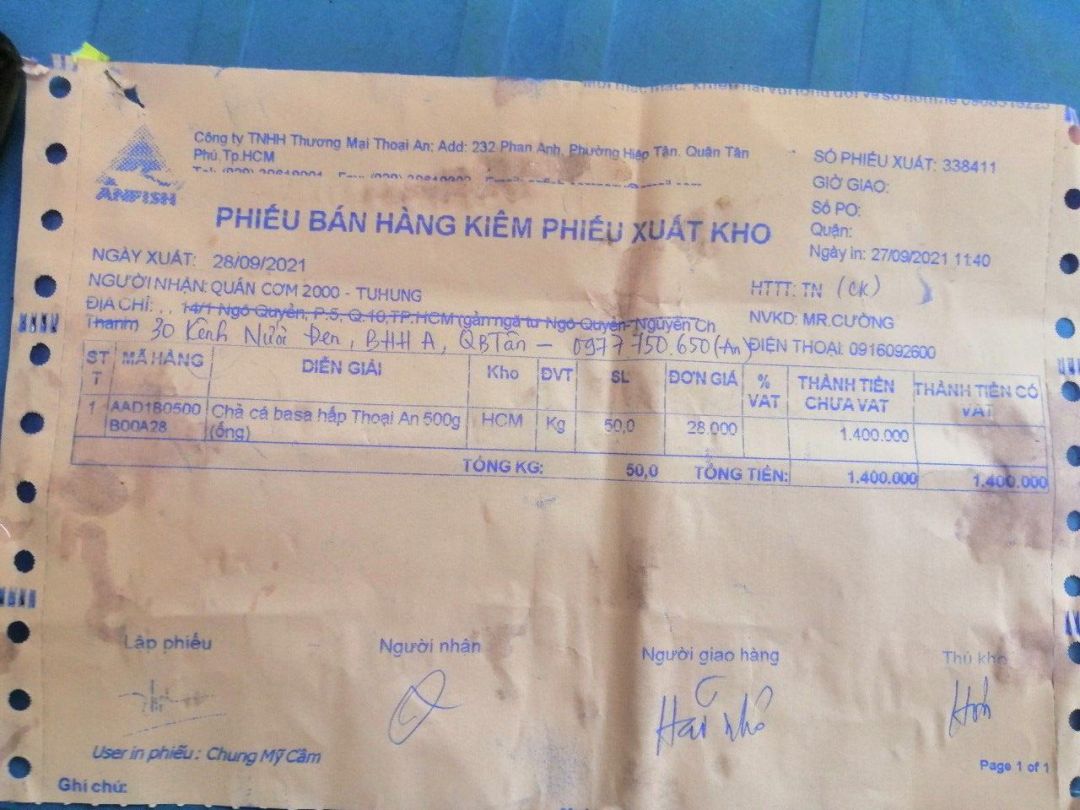 Công ty TNHH Thương Mại Thoại An: Add: 232 Phan Anh, Phường Hiệp Tân, Quận Tân
Phú, Tp.HCM
ANFISH
SỐ PHIẾU XUẤT: 338411
GIỜ GIAO:
Số PO:
Quận:
Ngày in: 27/09/2021 11:40
PHIẾU BÁN HÀNG KIÊM PHIẾU XUẤT KHO
NGÀY XUẤT: 28/09/2021
NGƯỜI NHẬN: QUÁN CƠM 2000 - TUHUNG
HTTT: TN (CK)
ĐỊA CHỈ: , , 14/1 Ngô Quyền, P.5, Q.10,TP.HCM (gần ngã tư Ngô Quyền- Nguyễn Ch
NVKD: MR.CƯỜNG
Thanh) 30 Kênh Nước Đen, BHH A, QBTân - 0977.750.650 (An)
ĐIỆN THOẠI: 0916092600
STT MÃ HÀNG DIỄN GIẢI Kho ĐVT SL ĐƠN GIÁ % VAT THÀNH TIỀN CHƯA VAT THÀNH TIỀN CÓ VAT
1 AAD1B0500 Chả cá basa hấp Thoại An 500g HCM Kg 50,0 28.000 1.400.000
B00A28 (ống)
TỔNG KG: 50,0 TỔNG TIỀN: 1.400.000 1.400.000
Lập phiếu Người nhận Người giao hàng Thủ kho
User in phiếu : Chung Mỹ Cầm
Page 1 of 1
Ghi chú: